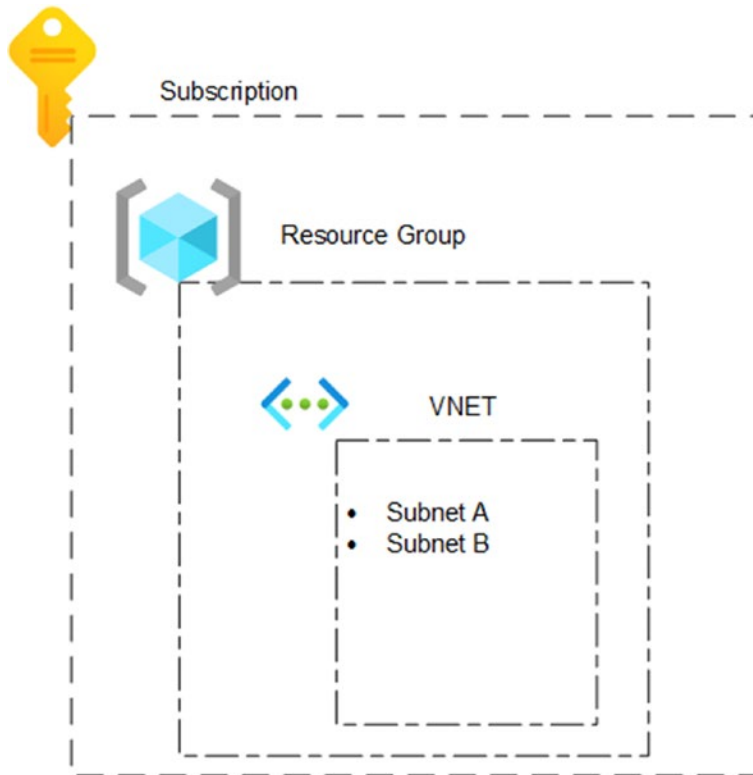 Subscription
Resource Group
VNET
• Subnet A
• Subnet B